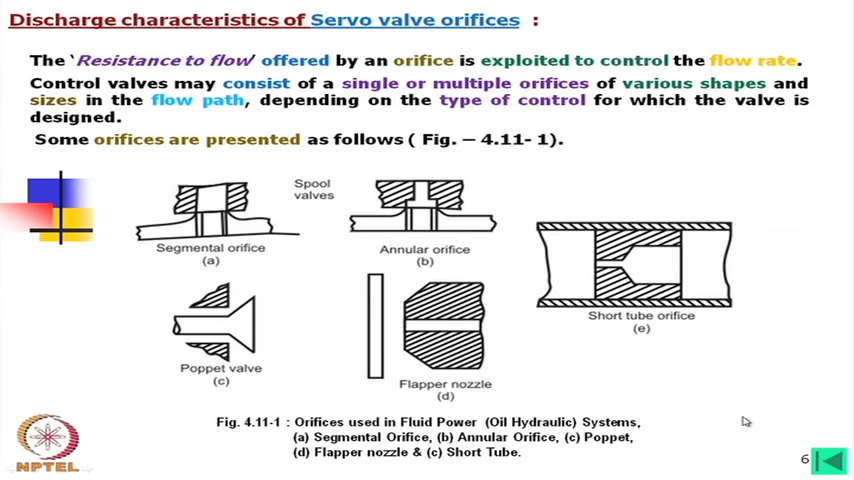 Discharge characteristics of Servo valve orifices :
The 'Resistance to flow' offered by an orifice is exploited to control the flow rate.
Control valves may consist of a single or multiple orifices of various shapes and
sizes in the flow path, depending on the type of control for which the valve is
designed.
Some orifices are presented as follows ( Fig. – 4.11- 1).
Spool
valves
Segmental orifice
(a)
Annular orifice
(b)
Short tube orifice
(e)
Poppet valve
(c)
Flapper nozzle
(d)
Fig. 4.11-1 : Orifices used in Fluid Power (Oil Hydraulic) Systems,
(a) Segmental Orifice, (b) Annular Orifice, (c) Poppet,
(d) Flapper nozzle & (c) Short Tube.
NPTEL
6